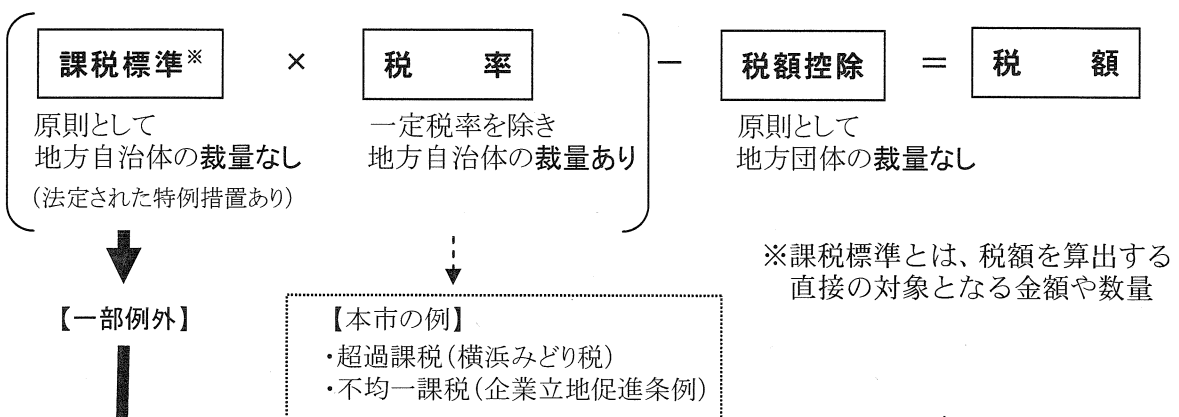 課税標準※ × 税 率 － 税額控除 ＝ 税 額
原則として
地方自治体の裁量なし
(法定された特例措置あり)
一定税率を除き
地方自治体の裁量あり
原則として
地方団体の裁量なし
※課税標準とは、税額を算出する
直接の対象となる金額や数量
【一部例外】
【本市の例】
・超過課税(横浜みどり税)
・不均一課税(企業立地促進条例)